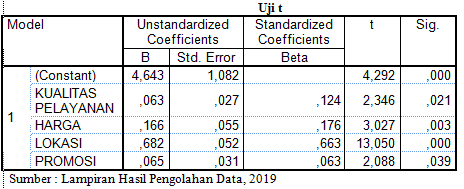 Uji t
Model Unstandardized Coefficients Standardized Coefficients t Sig.
B Std. Error Beta
1 (Constant) 4,643 1,082 4,292 ,000
KUALITAS PELAYANAN ,063 ,027 ,124 2,346 ,021
HARGA ,166 ,055 ,176 3,027 ,003
LOKASI ,682 ,052 ,663 13,050 ,000
PROMOSI ,065 ,031 ,063 2,088 ,039
Sumber : Lampiran Hasil Pengolahan Data, 2019